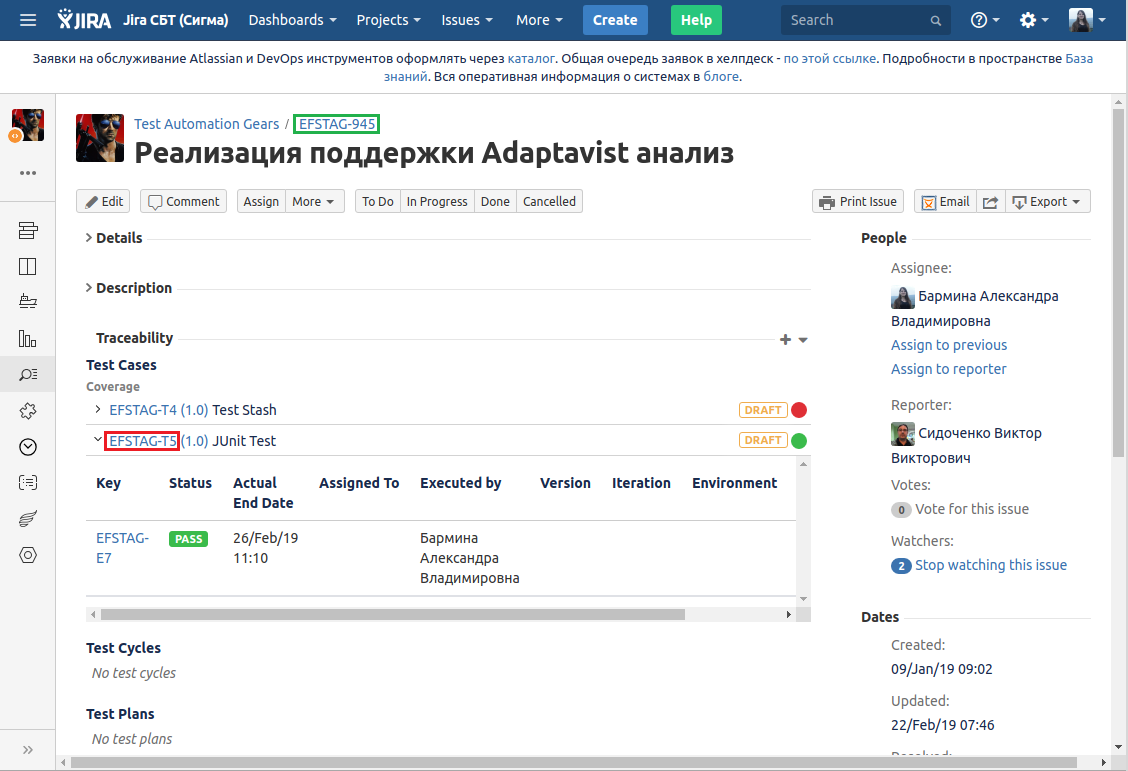 JIRA Jira СБТ (Сигма) Dashboards Projects Issues More Create Help Search
Заявки на обслуживание Atlassian и DevOps инструментов оформлять через каталог. Общая очередь заявок в хелпдеск - по этой ссылке. Подробности в пространстве База
знаний. Вся оперативная информация о системах в блоге.
Test Automation Gears / EFSTAG-945
Реализация поддержки Adaptavist анализ
Edit Comment Assign More To Do In Progress Done Cancelled Print Issue Email Export
Details
Description
Traceability
Test Cases
Coverage
EFSTAG-T4 (1.0) Test Stash DRAFT
EFSTAG-T5 (1.0) JUnit Test DRAFT
Key Status Actual Assigned To Executed by Version Iteration Environment
End Date
EFSTAG- PASS 26/Feb/19 Бармина
E7 11:10 Александра
Владимировна
Test Cycles
No test cycles
Test Plans
No test plans
People
Assignee:
Бармина Александра
Владимировна
Assign to previous
Assign to reporter
Reporter:
Сидоченко Виктор
Викторович
Votes:
0 Vote for this issue
Watchers:
2 Stop watching this issue
Dates
Created:
09/Jan/19 09:02
Updated:
22/Feb/19 07:46